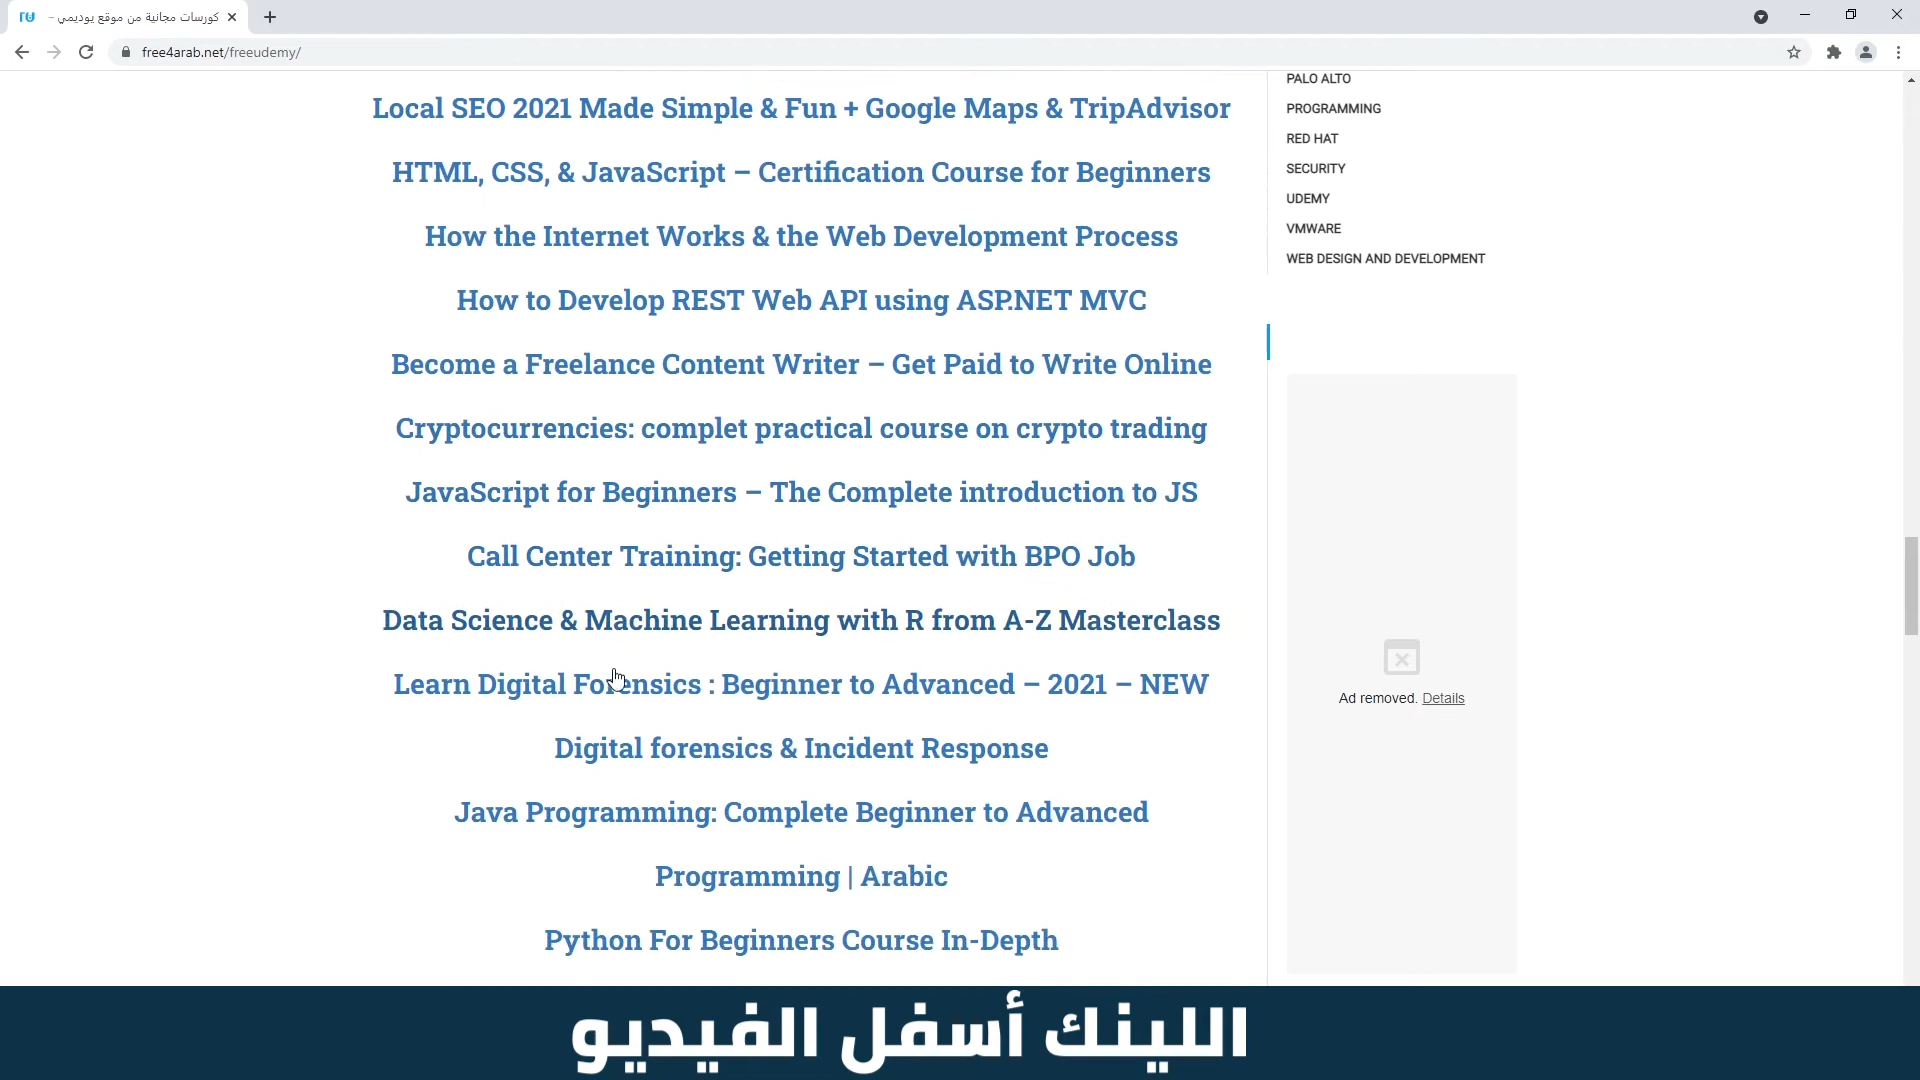 كورسات مجانية من موقع يوديمي –
free4arab.net/freeudemy/
Local SEO 2021 Made Simple & Fun + Google Maps & TripAdvisor
HTML, CSS, & JavaScript – Certification Course for Beginners
How the Internet Works & the Web Development Process
How to Develop REST Web API using ASP.NET MVC
Become a Freelance Content Writer – Get Paid to Write Online
Cryptocurrencies: complet practical course on crypto trading
JavaScript for Beginners – The Complete introduction to JS
Call Center Training: Getting Started with BPO Job
Data Science & Machine Learning with R from A-Z Masterclass
Learn Digital Forensics : Beginner to Advanced – 2021 – NEW
Digital forensics & Incident Response
Java Programming: Complete Beginner to Advanced
Programming | Arabic
Python For Beginners Course In-Depth
PALO ALTO
PROGRAMMING
RED HAT
SECURITY
UDEMY
VMWARE
WEB DESIGN AND DEVELOPMENT
Ad removed. Details
اللينك أسفل الفيديو